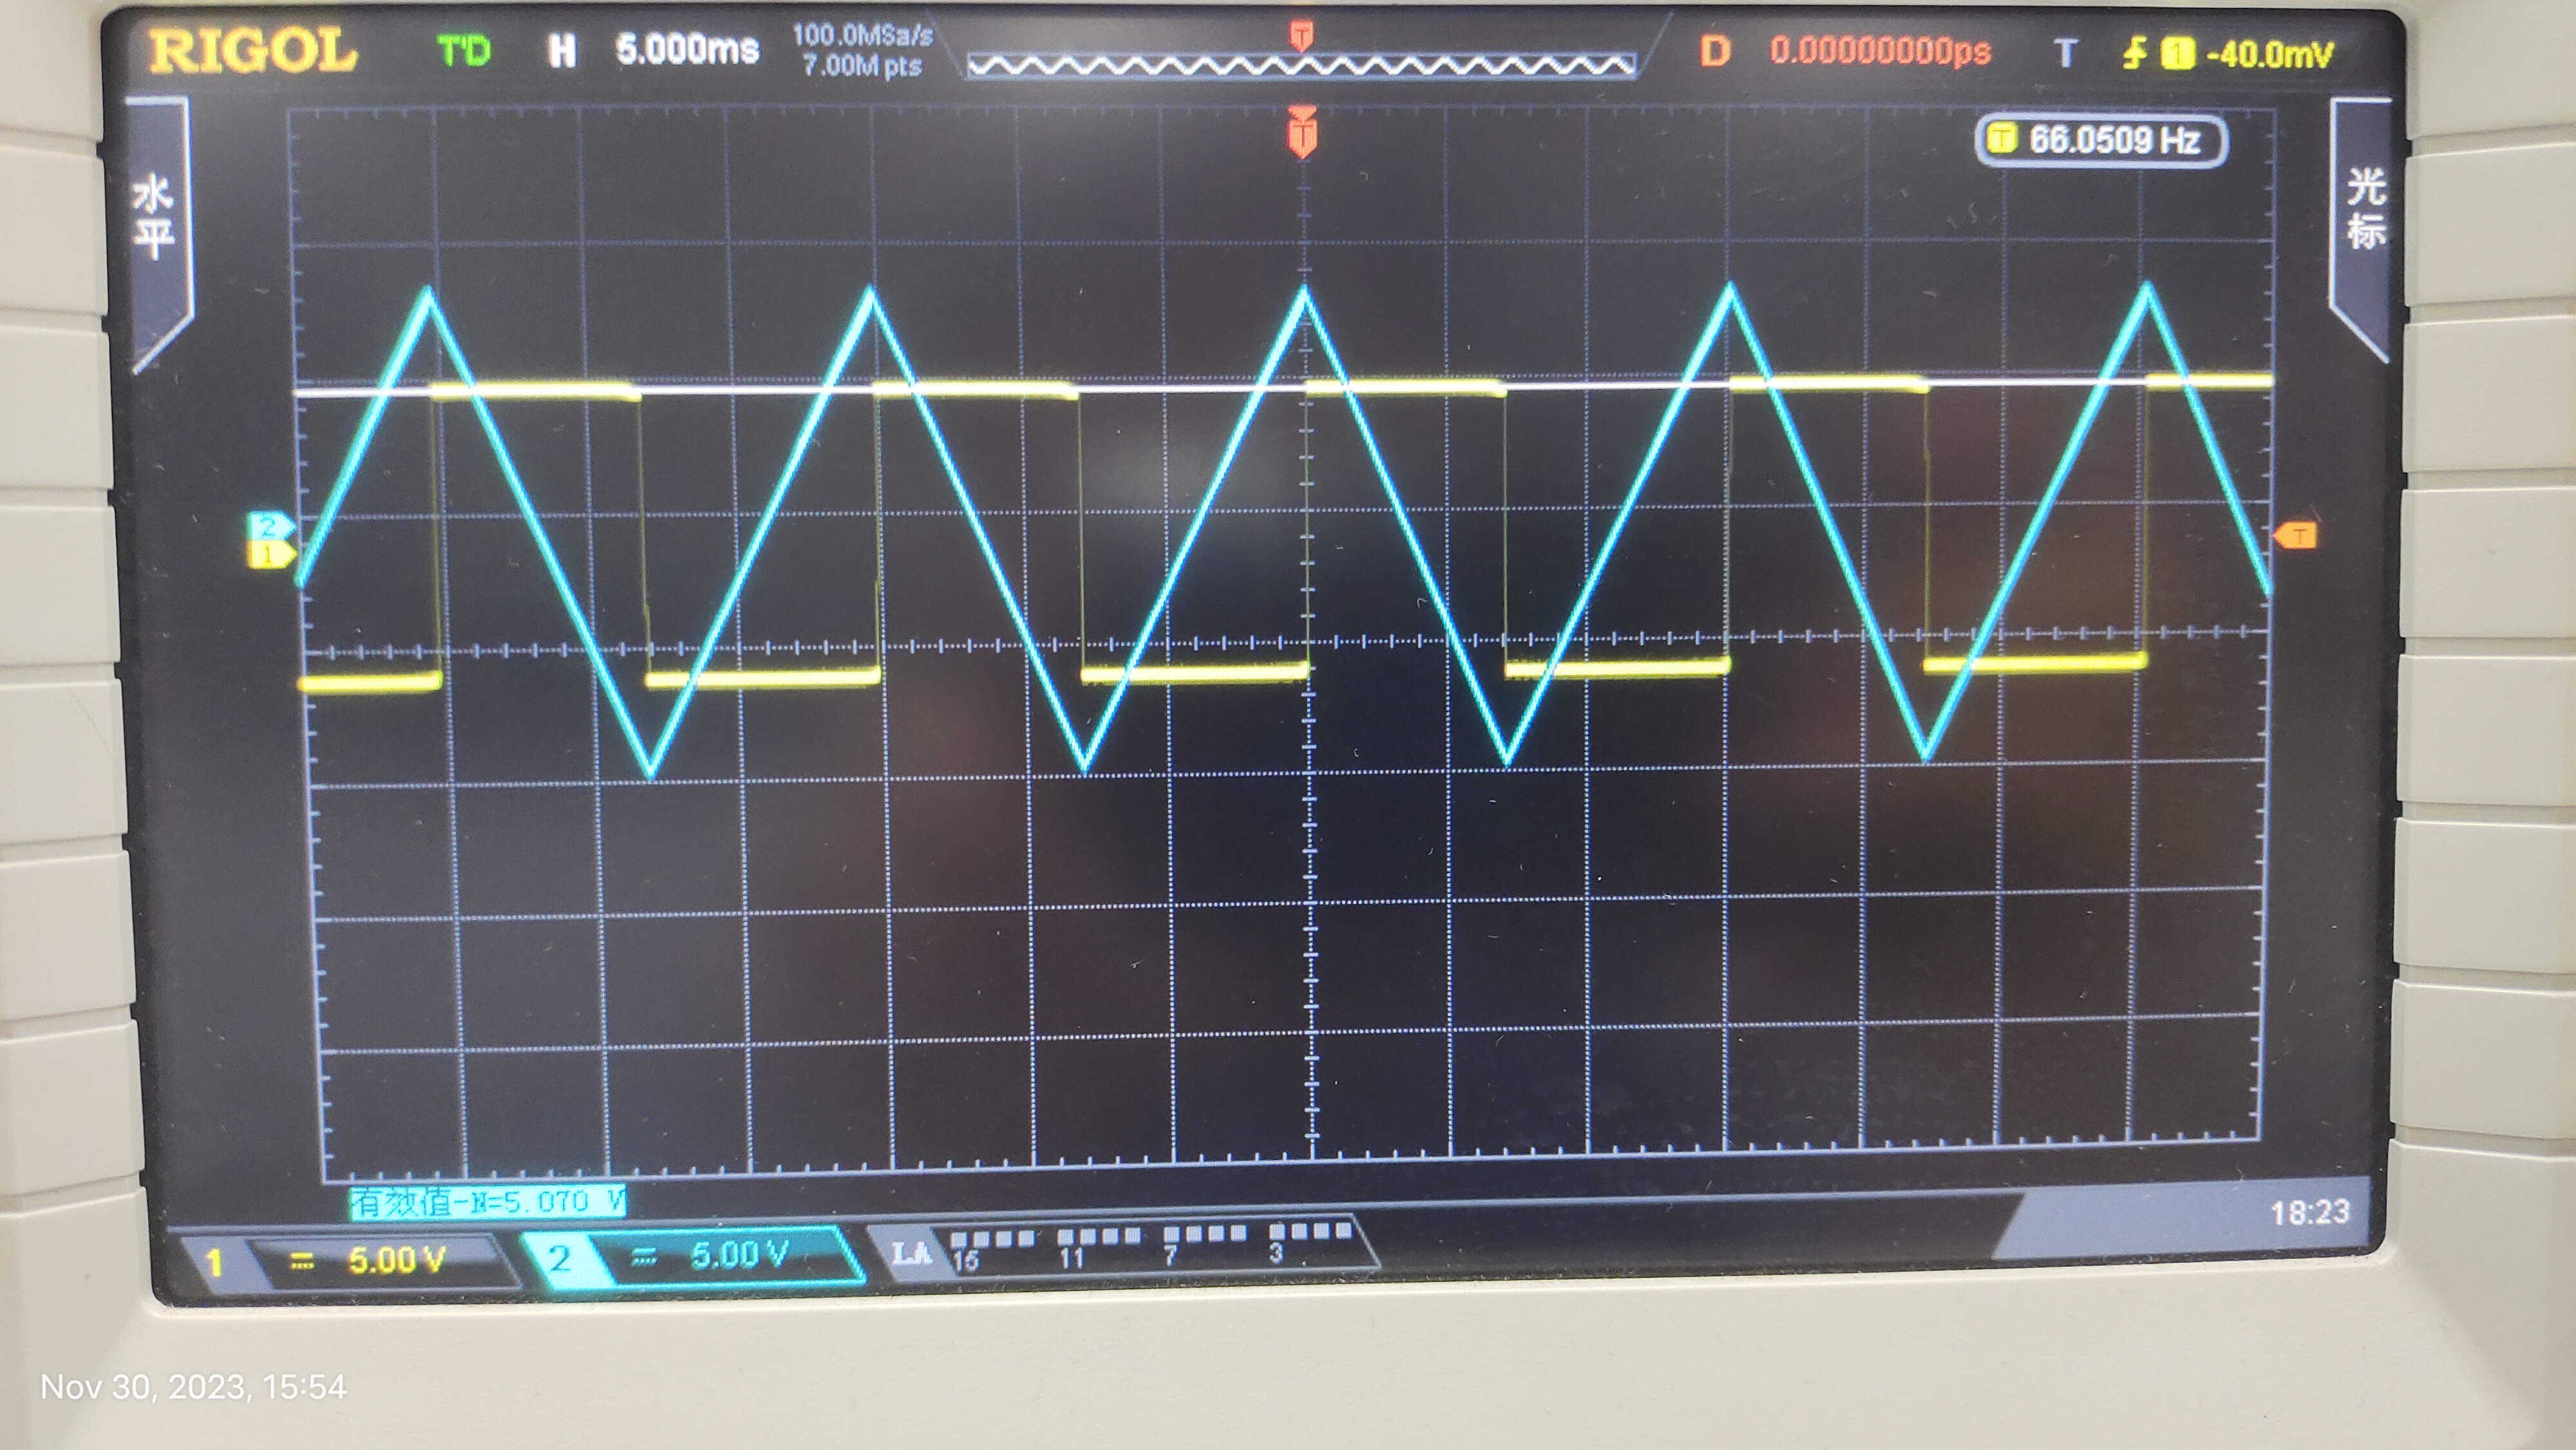 RIGOL T'D H 5.000ms 100.0MSa/s D 0.00000000ps T 1 -40.0mV
7.00M pts
T
T
T 66.0509 Hz
水平
光标
2
1
T
有效值-N=5.070 V
18:23
1 5.00 V 2 5.00 V LA 15 11 7 3
Nov 30, 2023, 15:54